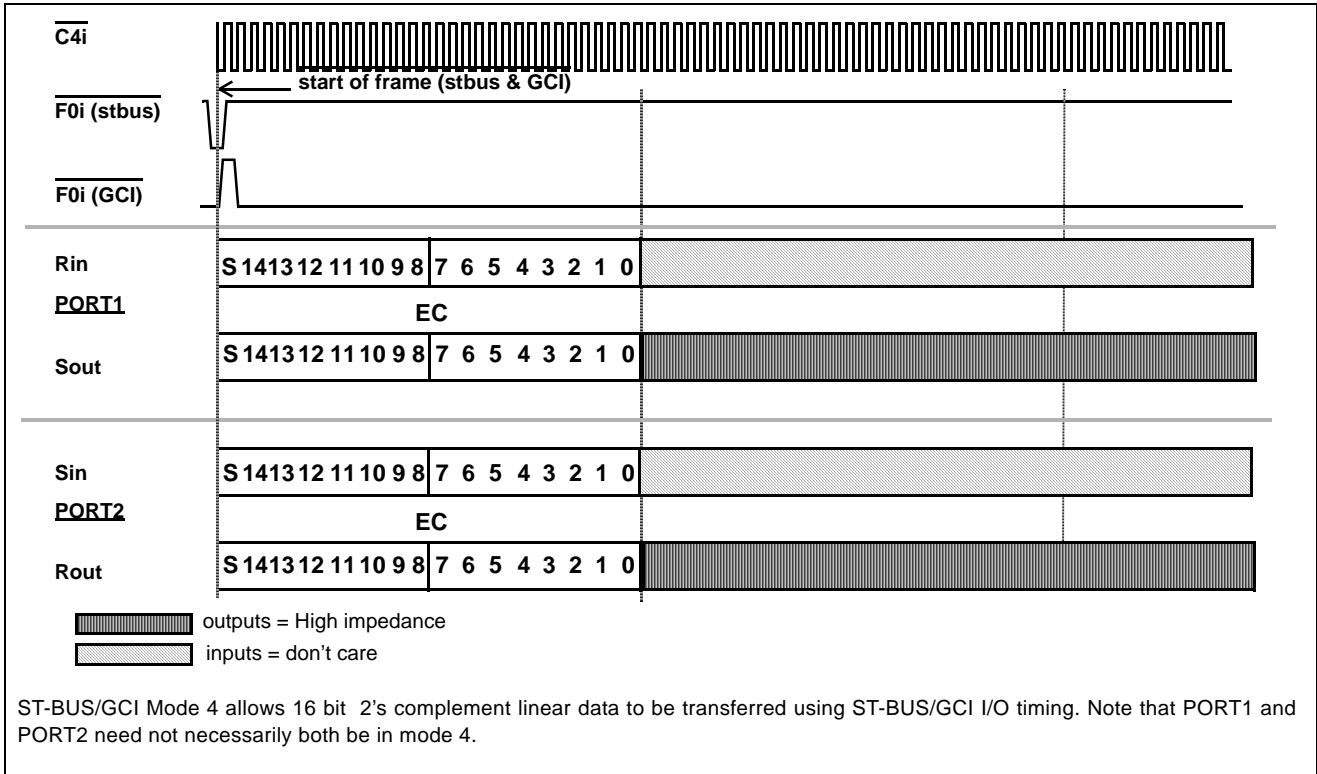 C4i
start of frame (stbus & GCI)
F0i (stbus)
F0i (GCI)
Rin
S 14 13 12 11 10 9 8 7 6 5 4 3 2 1 0
PORT1
EC
Sout
S 14 13 12 11 10 9 8 7 6 5 4 3 2 1 0
Sin
S 14 13 12 11 10 9 8 7 6 5 4 3 2 1 0
PORT2
EC
Rout
S 14 13 12 11 10 9 8 7 6 5 4 3 2 1 0
outputs = High impedance
inputs = don't care
ST-BUS/GCI Mode 4 allows 16 bit 2's complement linear data to be transferred using ST-BUS/GCI I/O timing. Note that PORT1 and
PORT2 need not necessarily both be in mode 4.